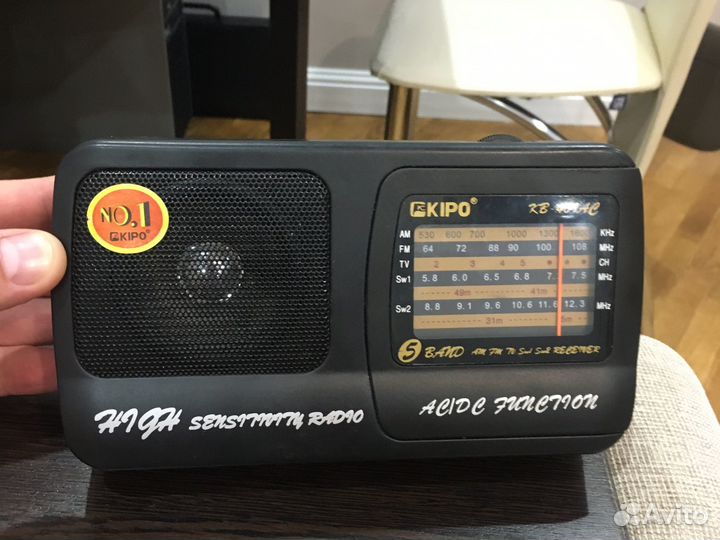 NO.1
KIPO®
KIPO®
AM 530 600 700 1000 1300 1600 KHz
FM 64 72 88 90 100 108 MHz
TV 2 3 4 5 CH
Sw1 5.8 6.0 6.5 6.8 7.5 MHz
49m 41m
Sw2 8.8 9.1 9.6 10.6 11.6 12.3 MHz
31m
5 BAND AM FM TV Sw1 Sw2 RECEIVER
HIGH SENSITIVITY RADIO
AC/DC FUNCTION
Avito